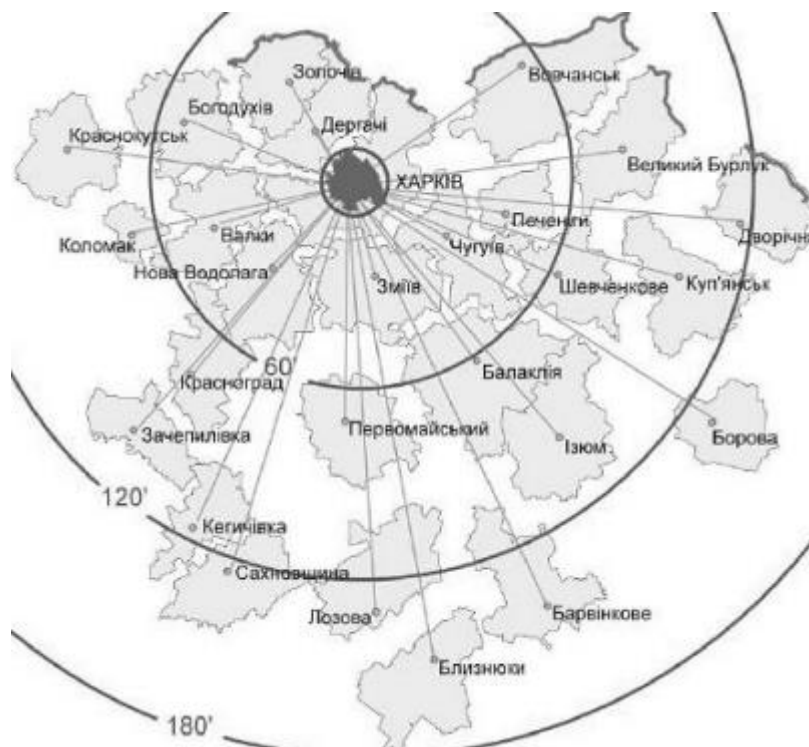 Золочів
Вовчанськ
Богодухів
Дергачі
Краснокутськ
Великий Бурлук
ХАРКІВ
Печеніги
Коломак
Валки
Чугуїв
Дворічн
Нова Водолага
Зміїв
Шевченкове
Куп'янськ
60'
Балаклія
Красноград
Зачепилівка
Первомайський
Ізюм
Борова
120'
Кегичівка
Сахновщина
Лозова
Барвінкове
Близнюки
180'